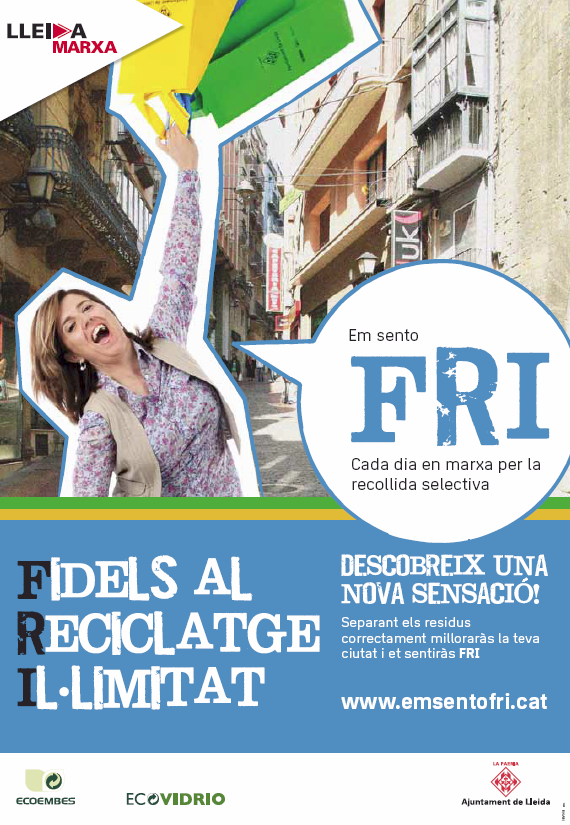 LLEIDA
MARXA
UKI
Em sento
FRI
Cada dia en marxa per la
recollida selectiva
FIDELS AL
RECICLATGE
IL·LIMITAT
DESCOBREIX UNA
NOVA SENSACIÓ!
Separant els residus
correctament milloraràs la teva
ciutat i et sentiràs FRI
www.emsentofri.cat
ECOEMBES
ECOVIDRIO
LA PAERIA
Ajuntament de Lleida